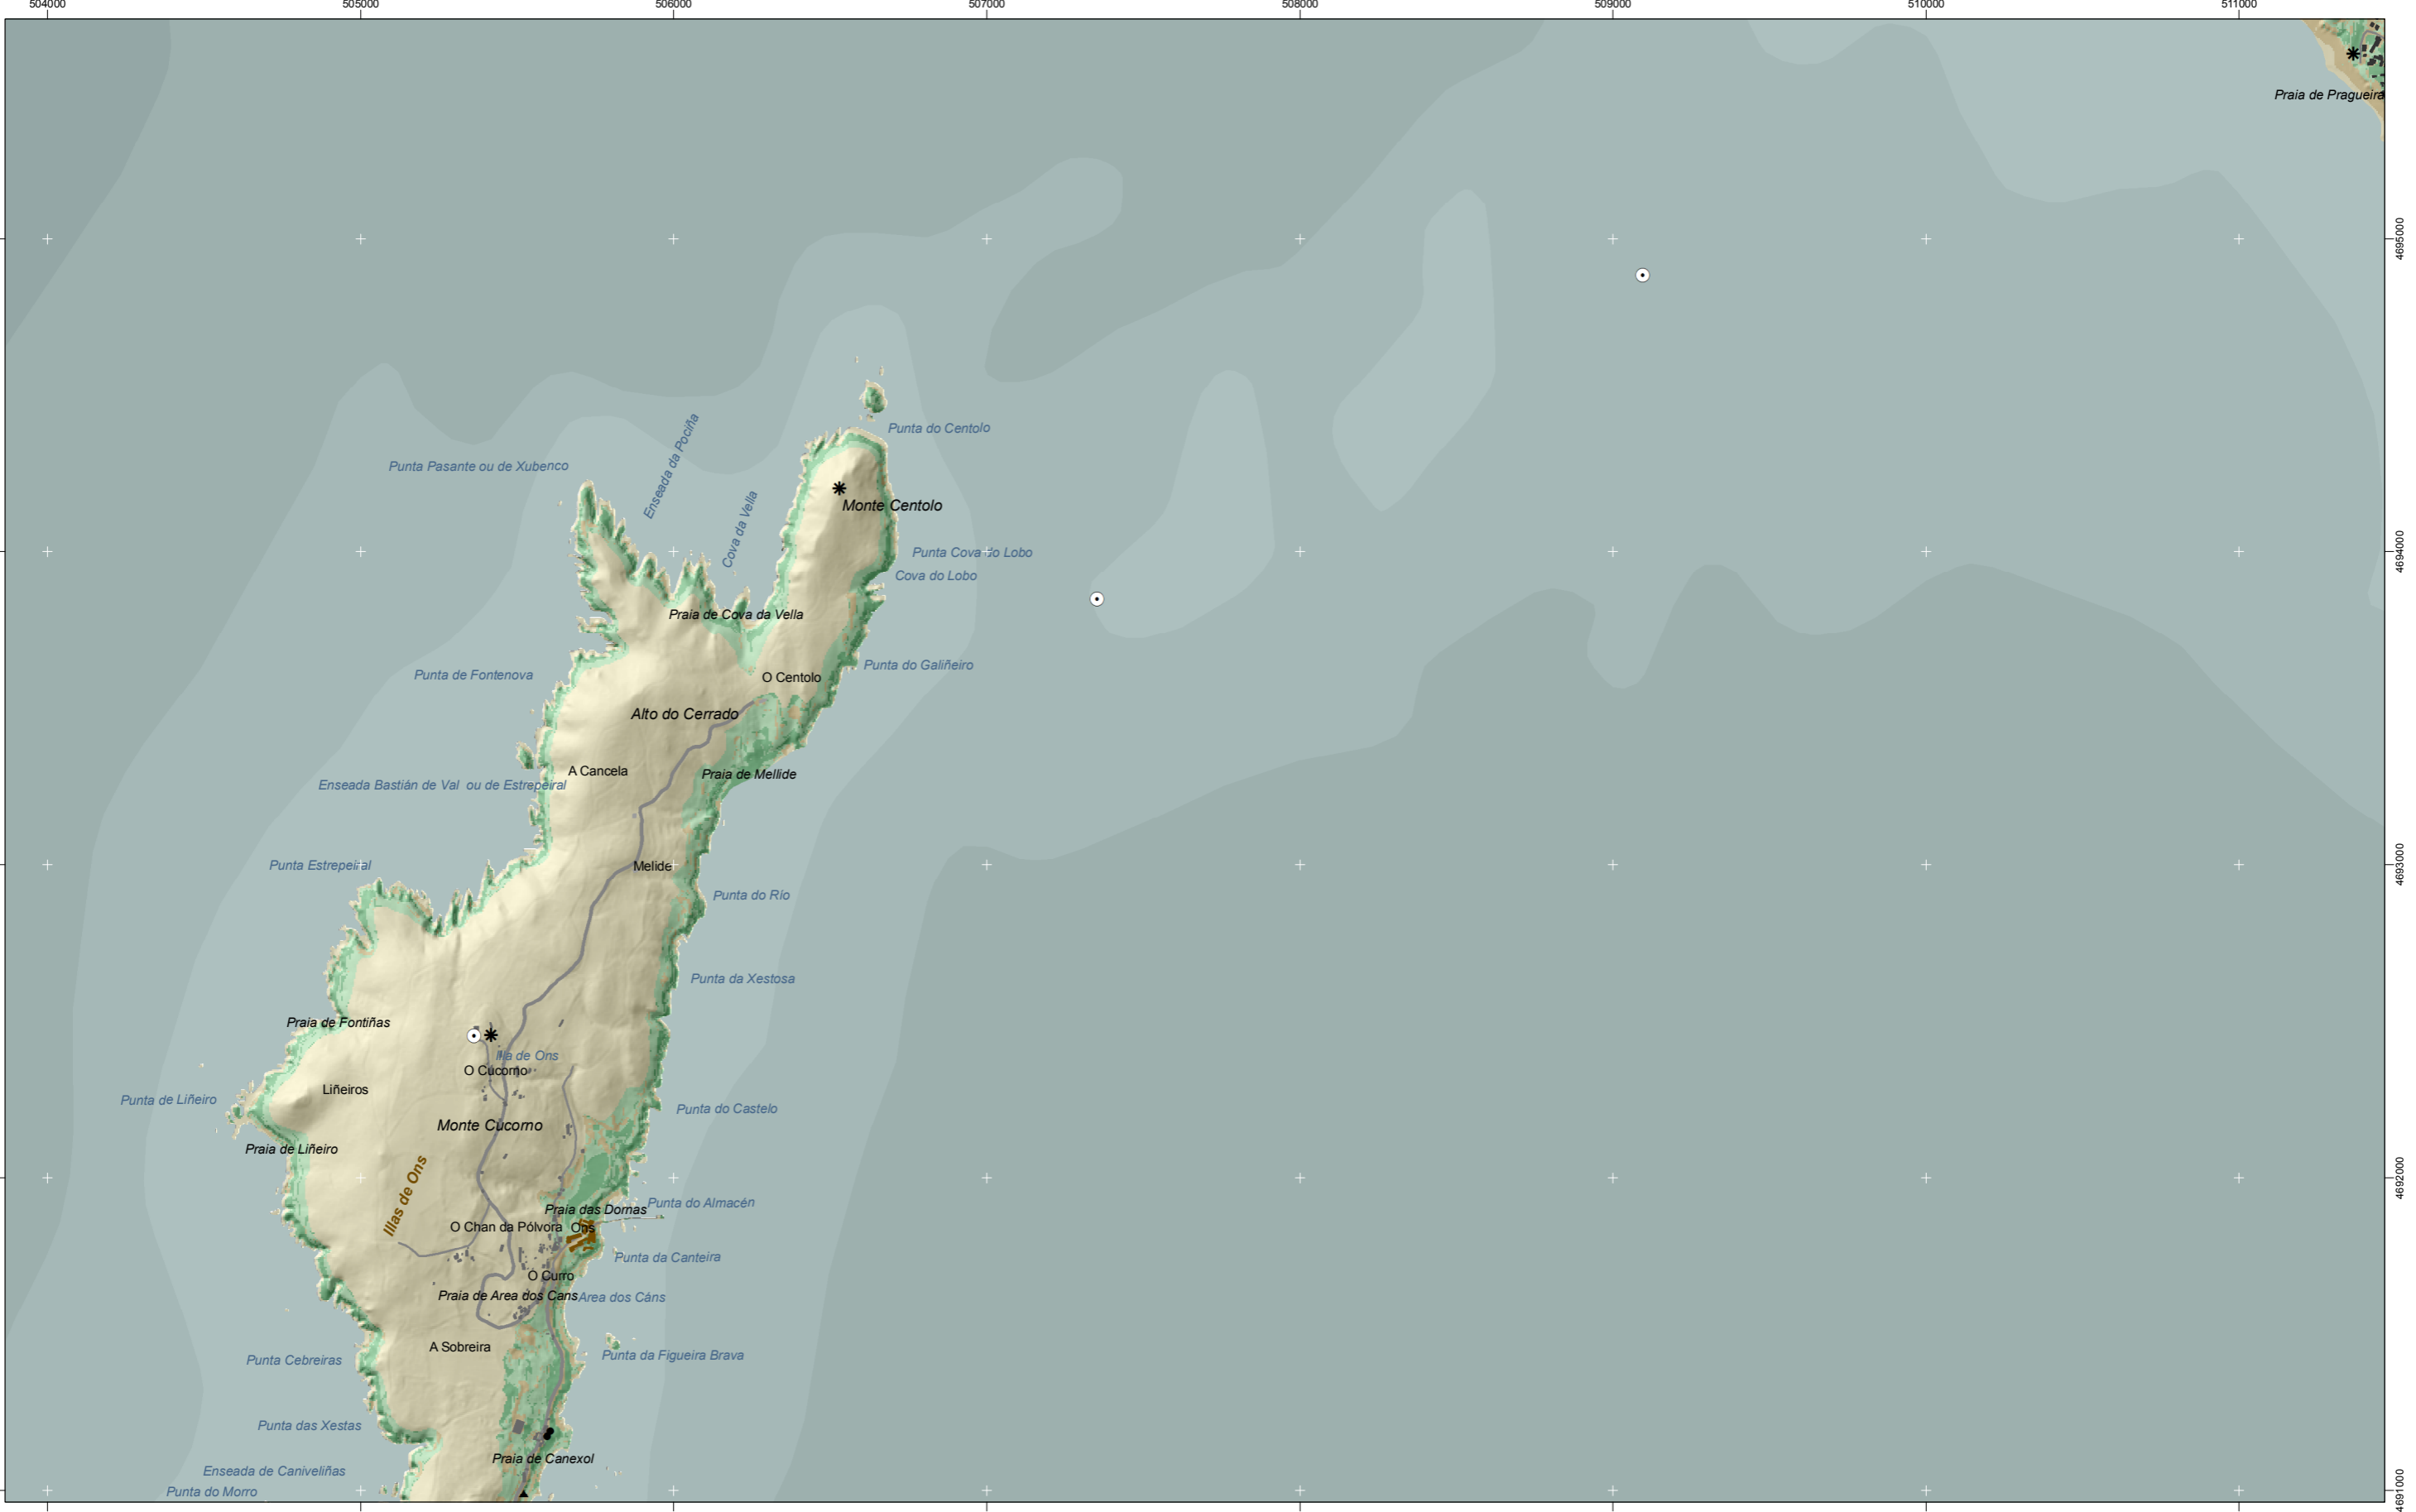 504000
505000
506000
507000
508000
509000
510000
511000
Praia de Pragueira
4695000
Punta do Centolo
Enseada da Pociña
Punta Pasante ou de Xubenco
Monte Centolo
Cova da Vella
Punta Cova do Lobo
4694000
Cova do Lobo
Praia de Cova da Vella
Punta do Galiñeiro
Punta de Fontenova
O Centolo
Alto do Cerrado
A Cancela
Praia de Mellide
Enseada Bastián de Val ou de Estrepeiral
Punta Estrepeiral
Melide
4693000
Punta do Río
Punta da Xestosa
Praia de Fontiñas
Illa de Ons
O Cucorno
Liñeiros
Punta de Liñeiro
Punta do Castelo
Monte Cucorno
Praia de Liñeiro
4692000
Illas de Ons
Punta do Almacén
Praia das Dornas
O Chan da Pólvora
Ons
Punta da Canteira
O Curro
Praia de Area dos Cans
Area dos Cáns
A Sobreira
Punta da Figueira Brava
Punta Cebreiras
Punta das Xestas
Praia de Canexol
Enseada de Caniveliñas
Punta do Morro
4691000